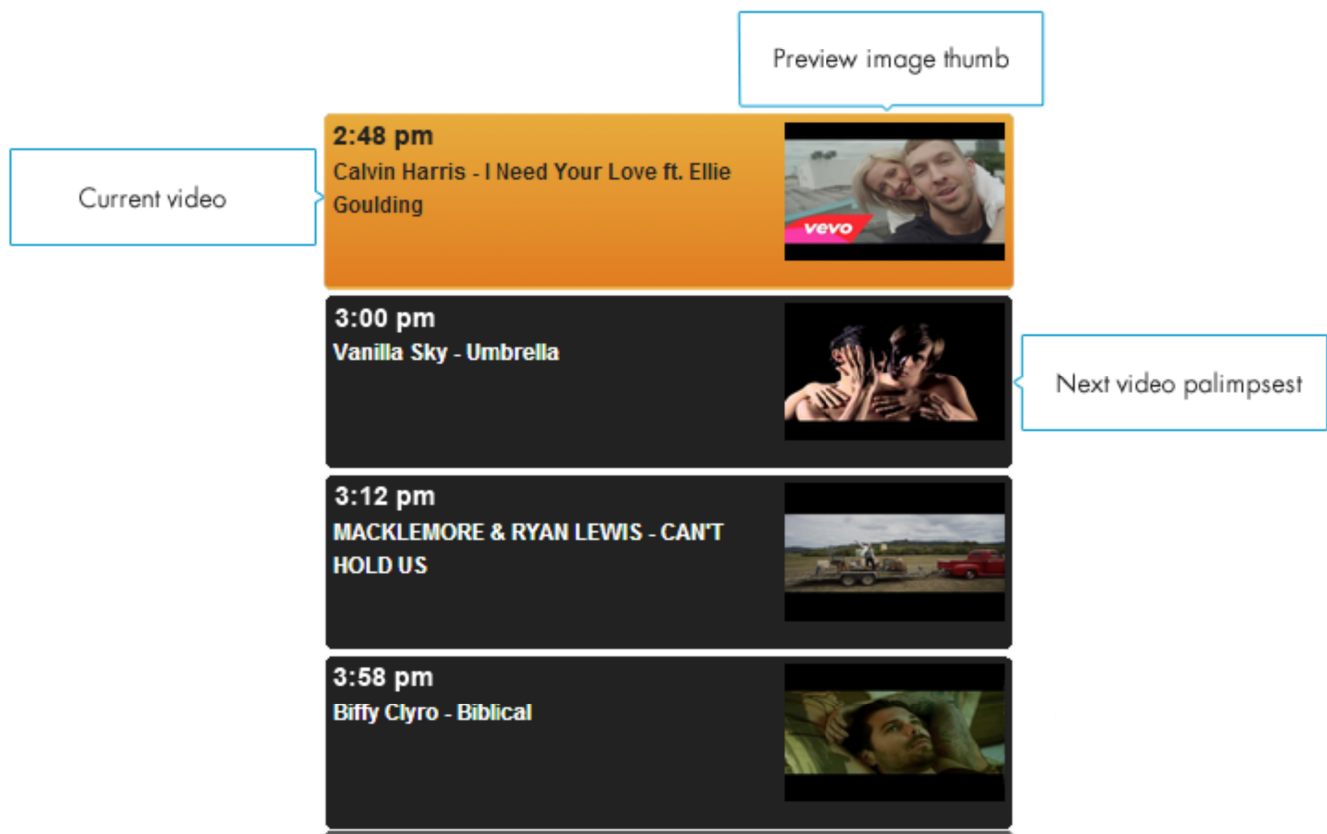 Preview image thumb
Current video
2:48 pm
Calvin Harris - I Need Your Love ft. Ellie
Goulding
vevo
3:00 pm
Vanilla Sky - Umbrella
Next video palimpsest
3:12 pm
MACKLEMORE & RYAN LEWIS - CAN'T
HOLD US
3:58 pm
Biffy Clyro - Biblical